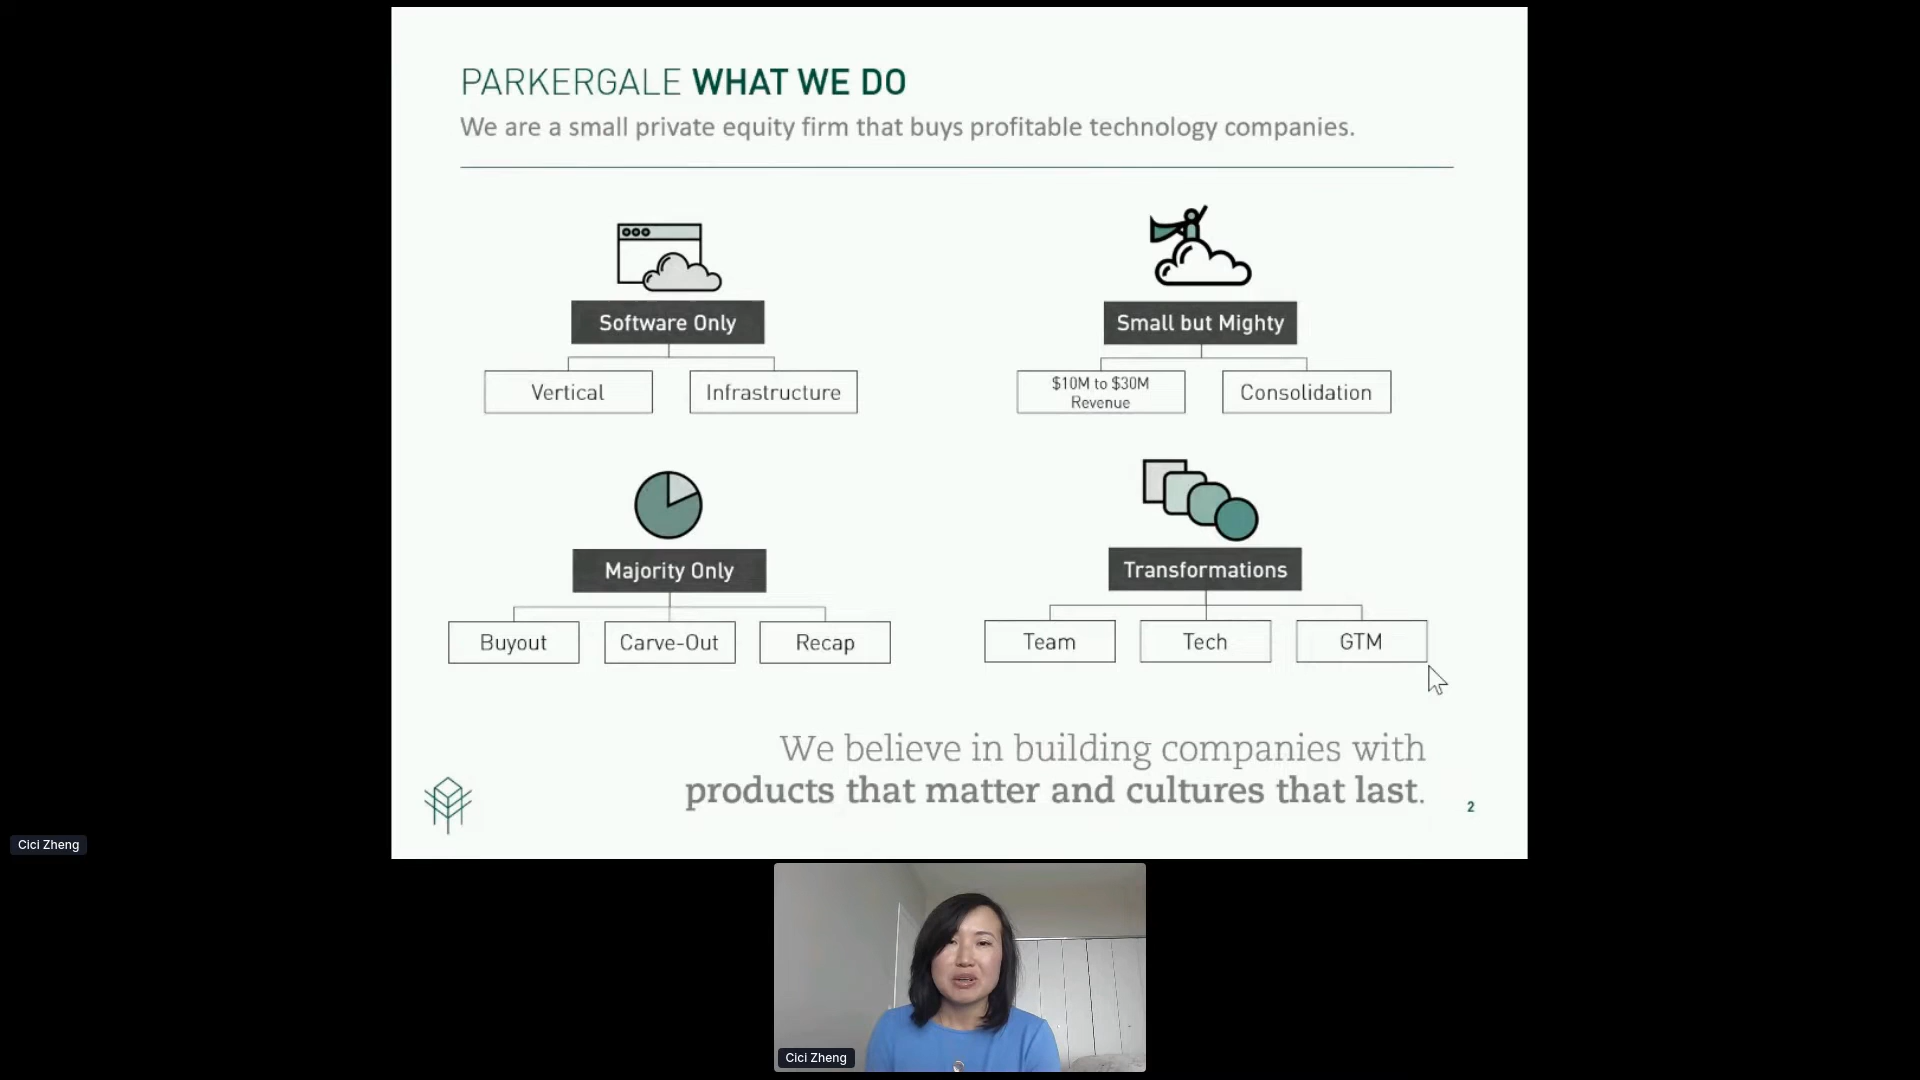 PARKERGALE WHAT WE DO
We are a small private equity firm that buys profitable technology companies.
Software Only
Vertical
Infrastructure
Small but Mighty
$10M to $30M
Revenue
Consolidation
Majority Only
Buyout
Carve-Out
Recap
Transformations
Team
Tech
GTM
We believe in building companies with
products that matter and cultures that last.
2
Cici Zheng
Cici Zheng